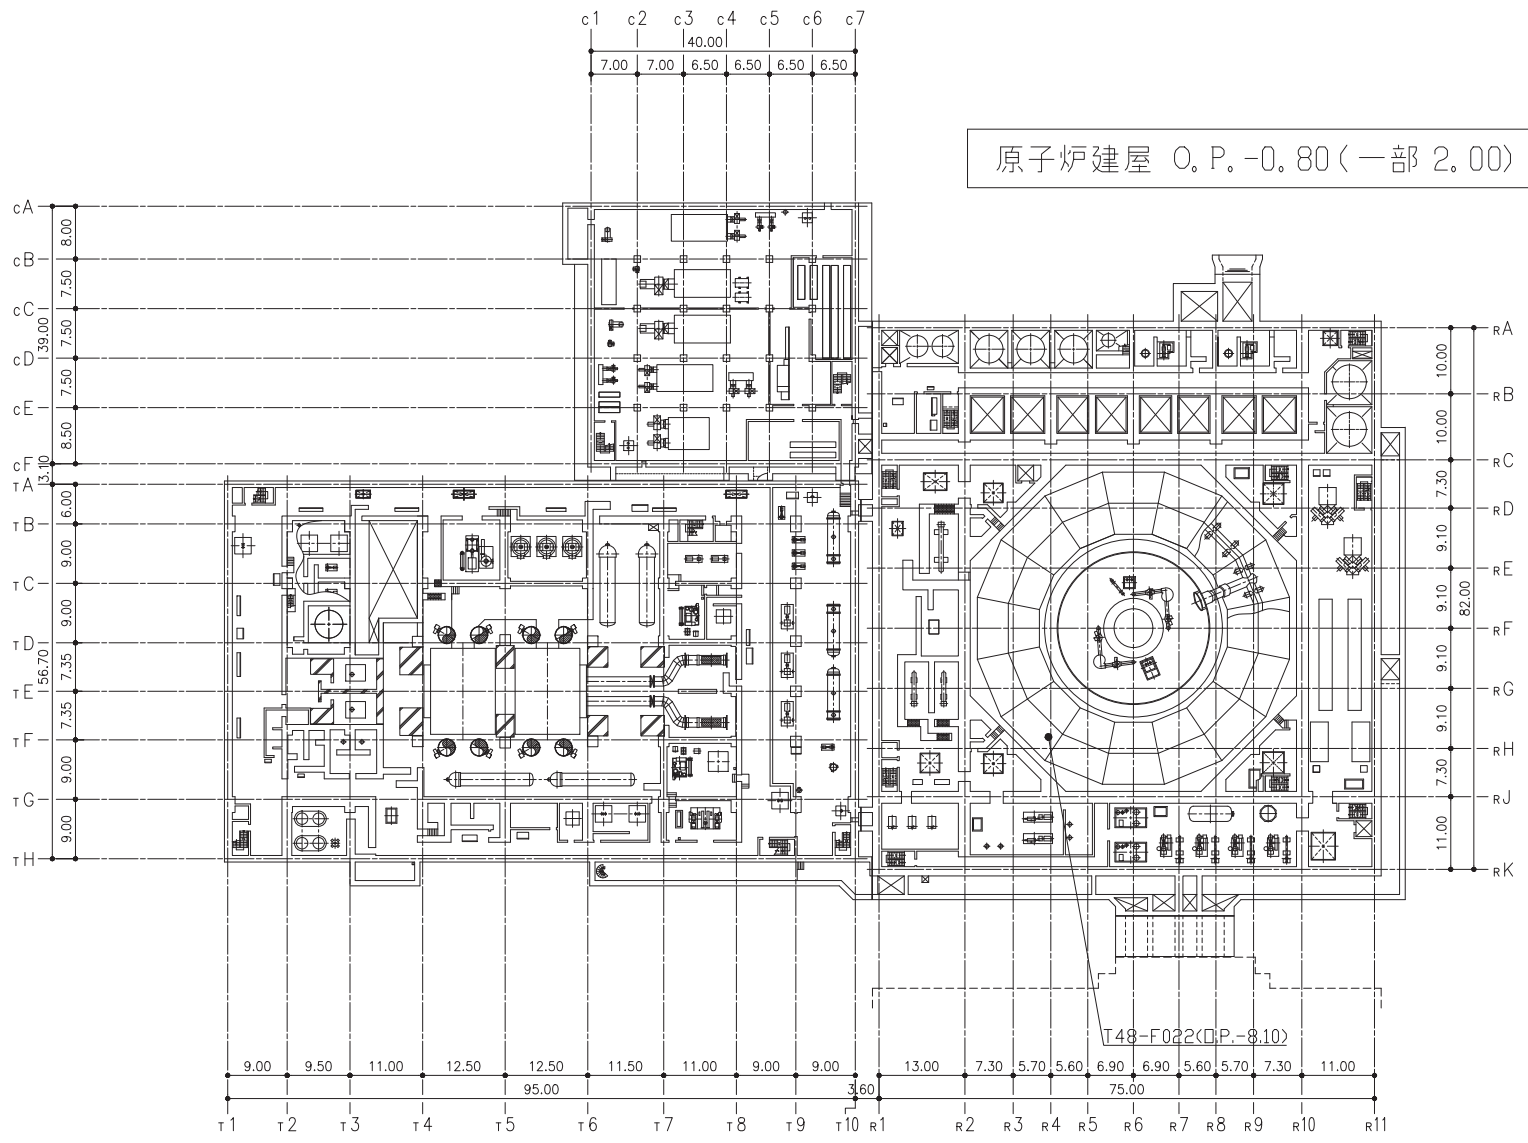 c1 c2 c3 c4 c5 c6 c7
40.00
7.00 7.00 6.50 6.50 6.50 6.50
原子炉建屋 O.P.-0.80(一部 2.00)
cA
8.00
cB
7.50
cC
7.50
39.00
cD
7.50
cE
8.50
cF
3.10
TA
6.00
TB
9.00
TC
9.00
TD
7.35
56.70
TE
7.35
TF
9.00
TG
9.00
TH
RA
10.00
RB
10.00
RC
7.30
RD
9.10
RE
9.10
82.00
RF
9.10
RG
9.10
RH
7.30
RJ
11.00
RK
T48-F022(O.P.-8.10)
9.00 9.50 11.00 12.50 12.50 11.50 11.00 9.00 9.00 13.00 7.30 5.70 5.60 6.90 6.90 5.60 5.70 7.30 11.00
95.00 3.60 75.00
T1 T2 T3 T4 T5 T6 T7 T8 T9 T10 R1 R2 R3 R4 R5 R6 R7 R8 R9 R10 R11